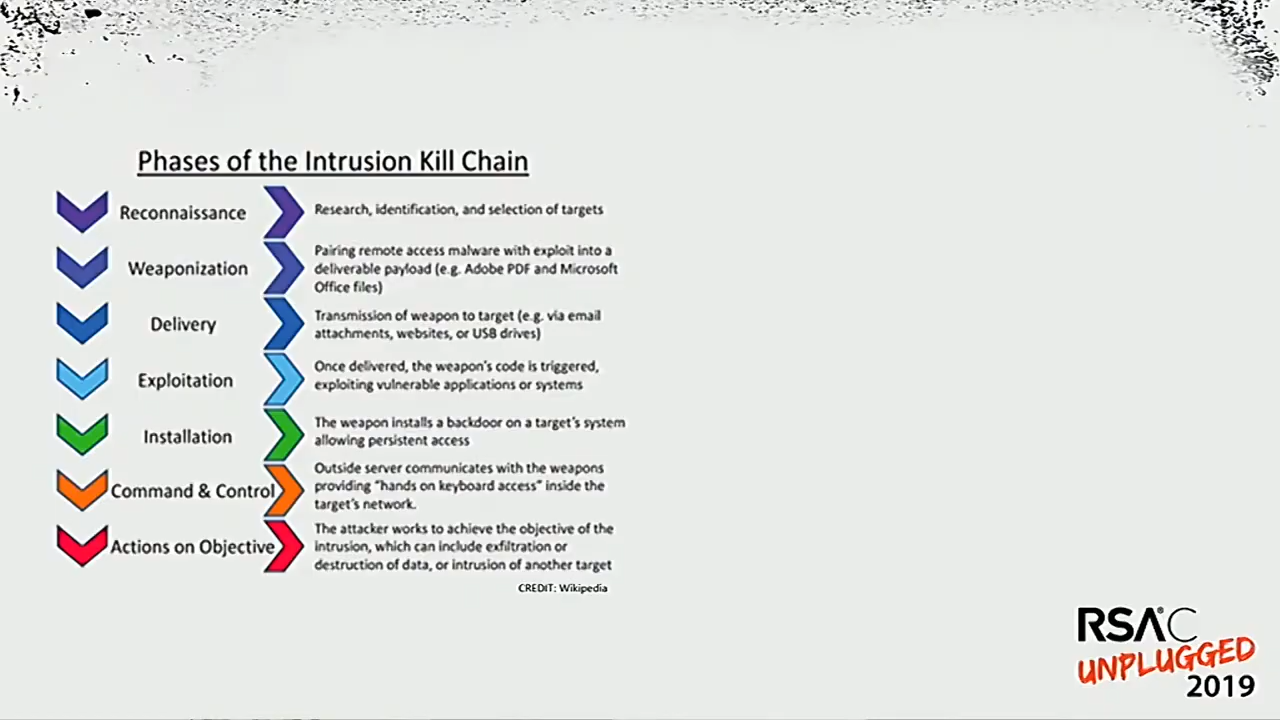 Phases of the Intrusion Kill Chain
Reconnaissance
Research, identification, and selection of targets
Weaponization
Pairing remote access malware with exploit into a
deliverable payload (e.g. Adobe PDF and Microsoft
Office files)
Delivery
Transmission of weapon to target (e.g. via email
attachments, websites, or USB drives)
Exploitation
Once delivered, the weapon's code is triggered,
exploiting vulnerable applications or systems
Installation
The weapon installs a backdoor on a target's system
allowing persistent access
Command & Control
Outside server communicates with the weapons
providing "hands on keyboard access" inside the
target's network.
Actions on Objective
The attacker works to achieve the objective of the
intrusion, which can include exfiltration or
destruction of data, or intrusion of another target
CREDIT: Wikipedia
RSAC
UNPLUGGED
2019